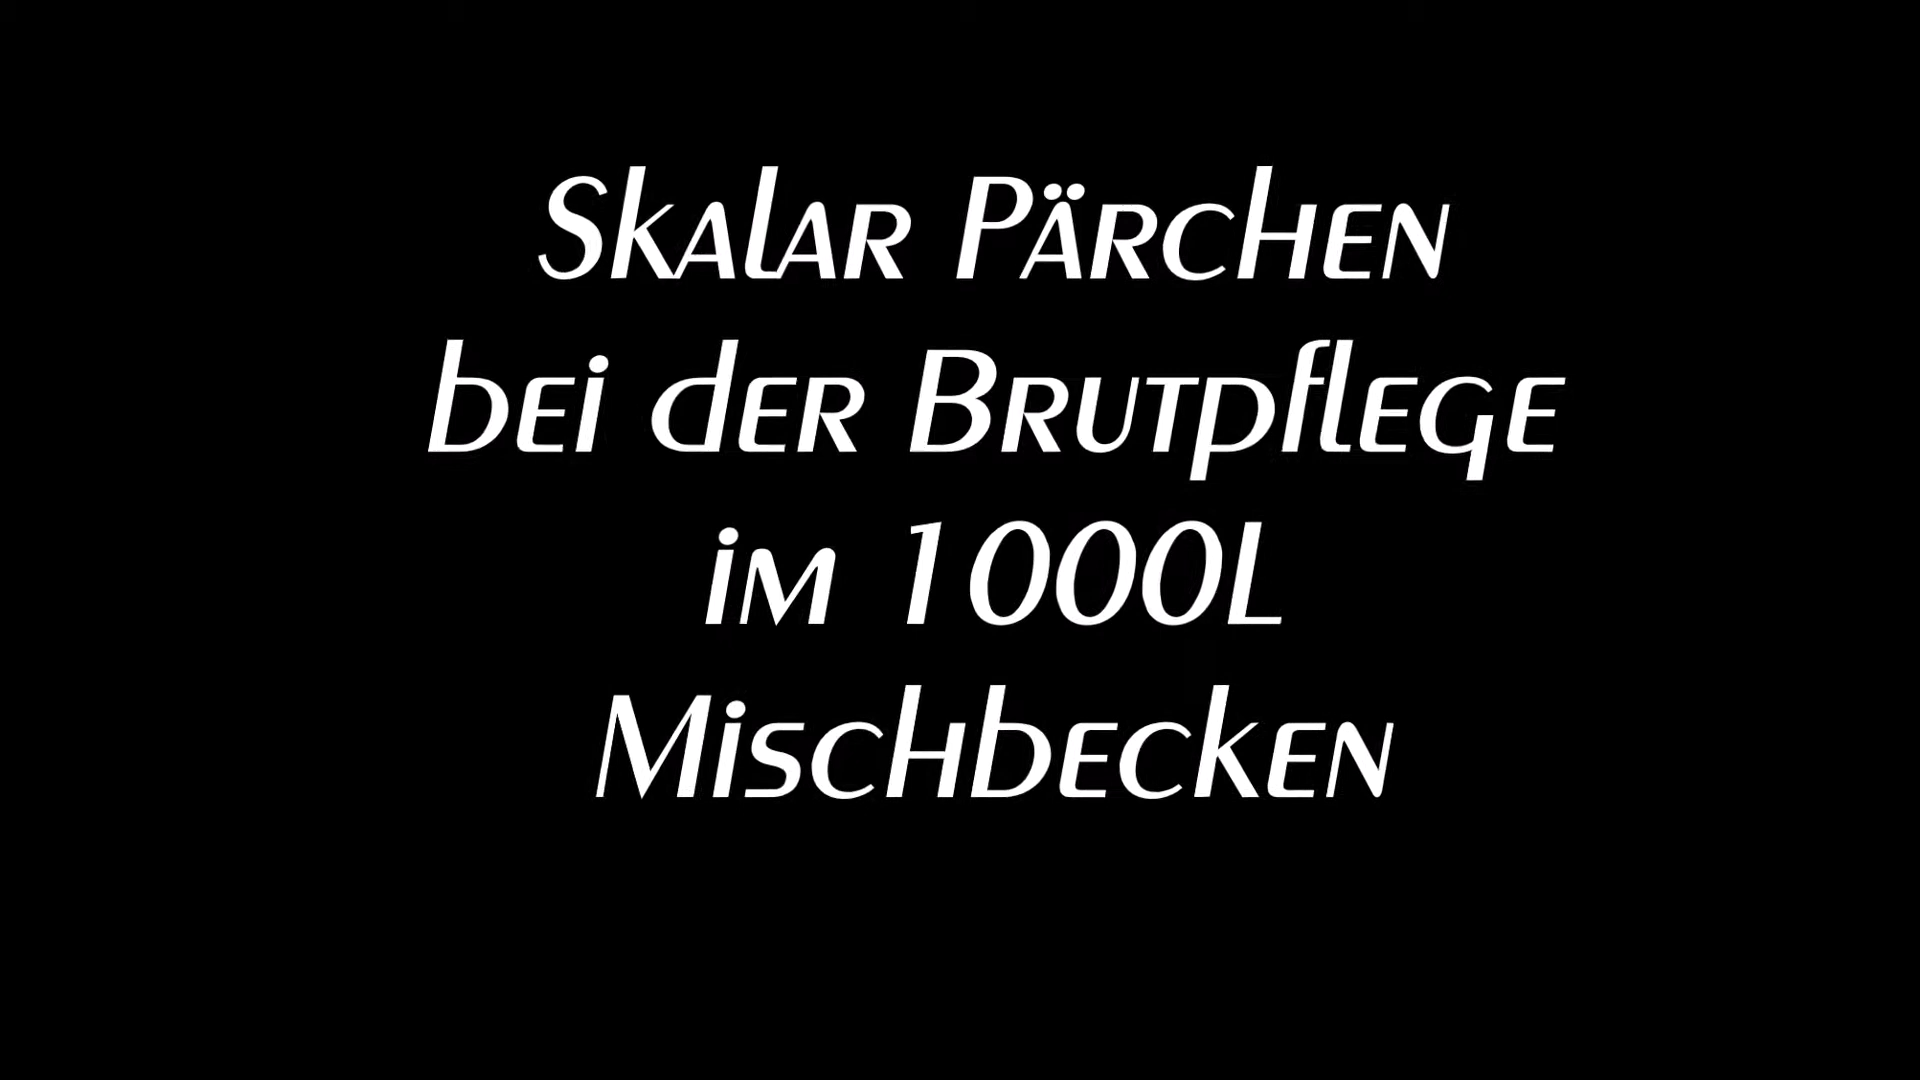 Skalar Pärchen
bei der Brutpflege
im 1000L
Mischbecken